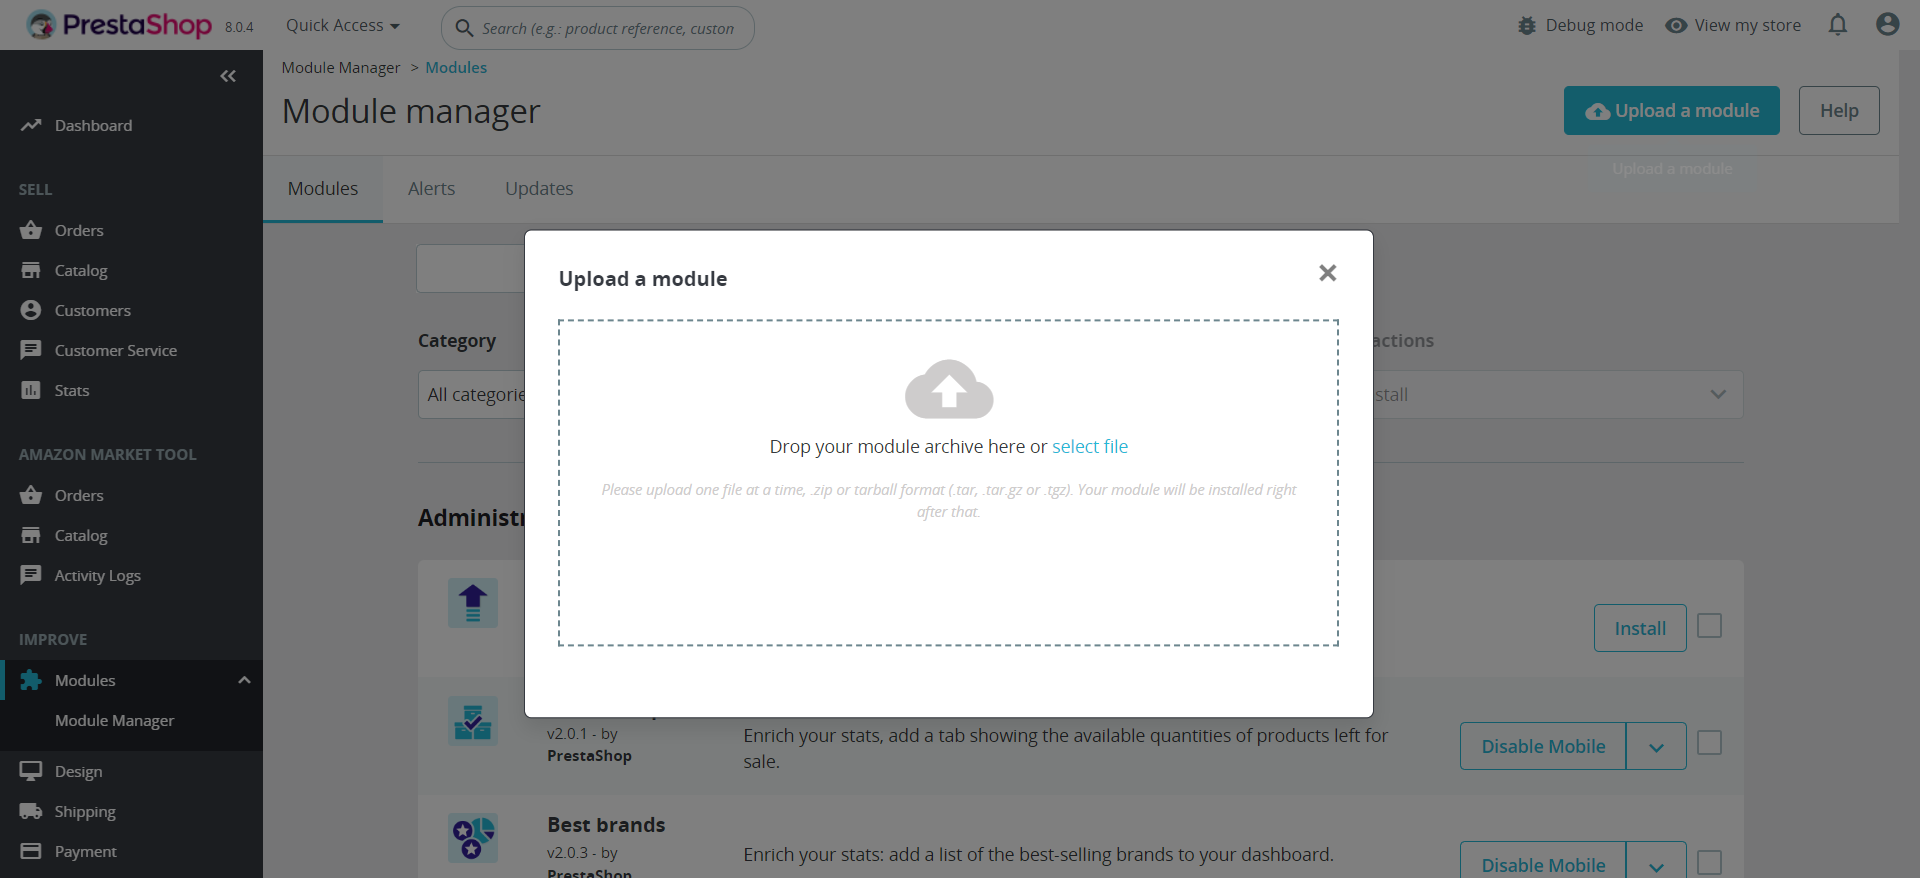 PrestaShop 8.0.4 Quick Access Search (e.g.: product reference, custon Debug mode View my store
Module Manager > Modules
Module manager
Upload a module Help
Upload a module
Modules Alerts Updates
Dashboard
SELL
Orders
Catalog
Customers
Customer Service
Stats
AMAZON MARKET TOOL
Orders
Catalog
Activity Logs
IMPROVE
Modules
Module Manager
Design
Shipping
Payment
Category
All categorie
actions
stall
Upload a module
Drop your module archive here or select file
Please upload one file at a time, .zip or tarball format (.tar, .tar.gz or .tgz). Your module will be installed right
after that.
Administr
Install
v2.0.1 - by
PrestaShop
Enrich your stats, add a tab showing the available quantities of products left for
sale.
Disable Mobile
Best brands
v2.0.3 - by
PrestaShop
Enrich your stats: add a list of the best-selling brands to your dashboard.
Disable Mobile